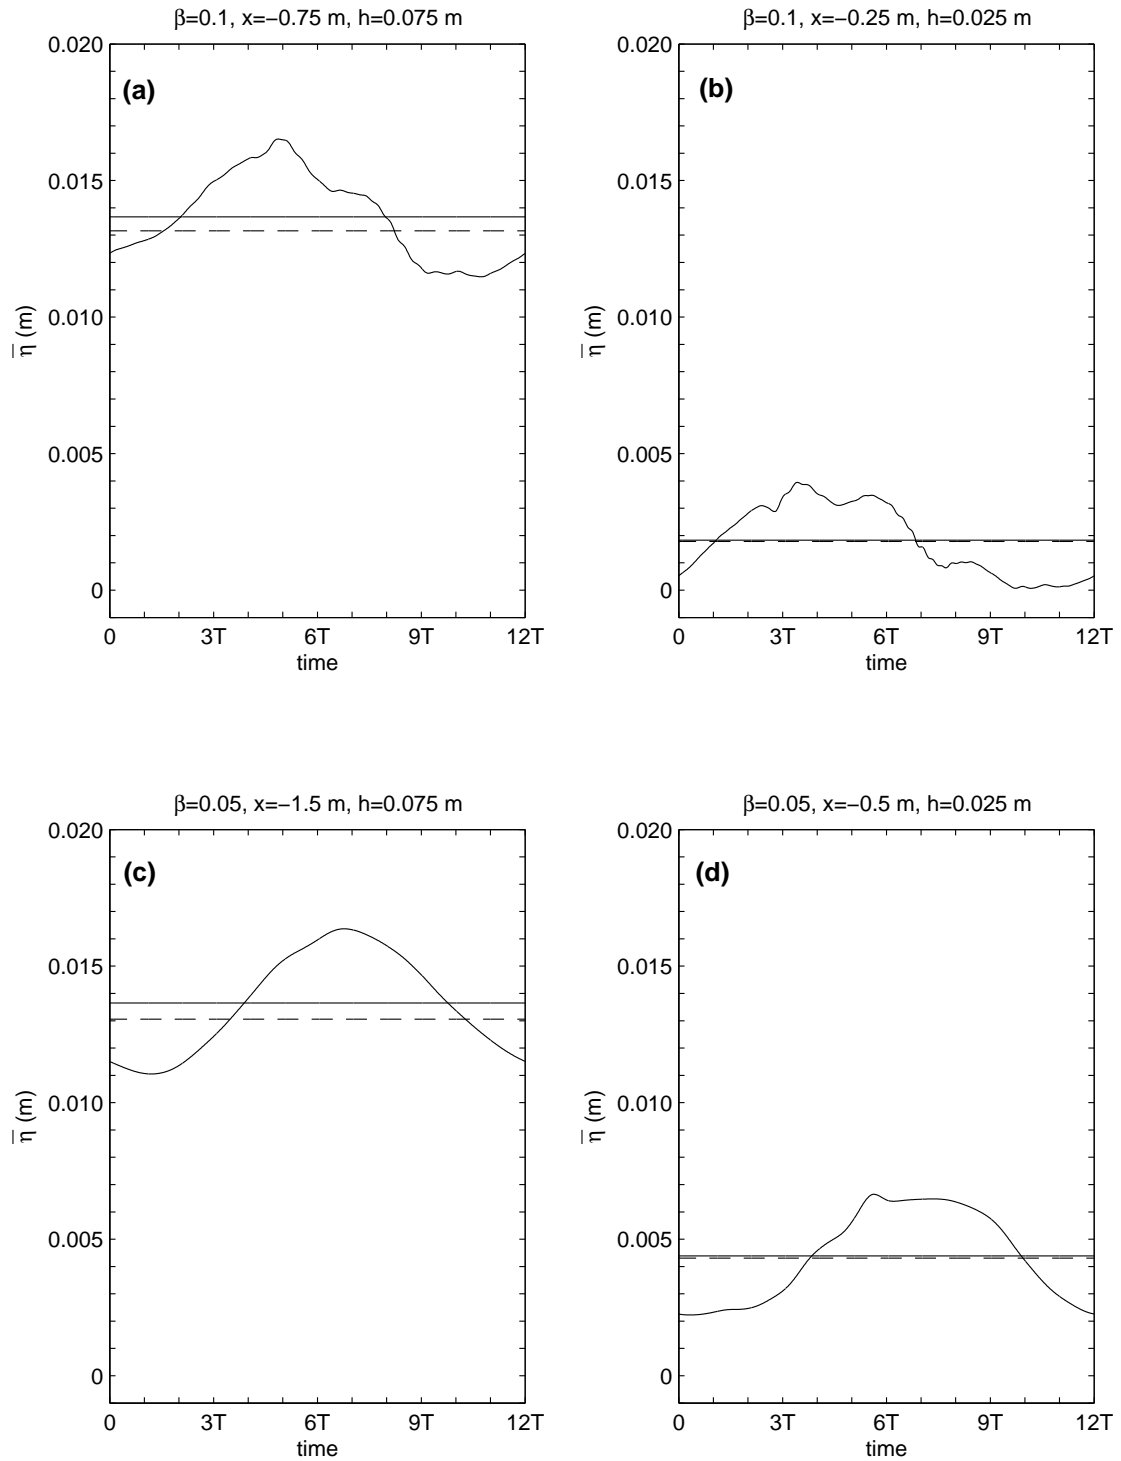 β=0.1, x=−0.75 m, h=0.075 m
(a)
0.020
0.015
0.010
0.005
0
η̅ (m)
0 3T 6T 9T 12T
time
β=0.1, x=−0.25 m, h=0.025 m
(b)
0.020
0.015
0.010
0.005
0
η̅ (m)
0 3T 6T 9T 12T
time
β=0.05, x=−1.5 m, h=0.075 m
(c)
0.020
0.015
0.010
0.005
0
η̅ (m)
0 3T 6T 9T 12T
time
β=0.05, x=−0.5 m, h=0.025 m
(d)
0.020
0.015
0.010
0.005
0
η̅ (m)
0 3T 6T 9T 12T
time